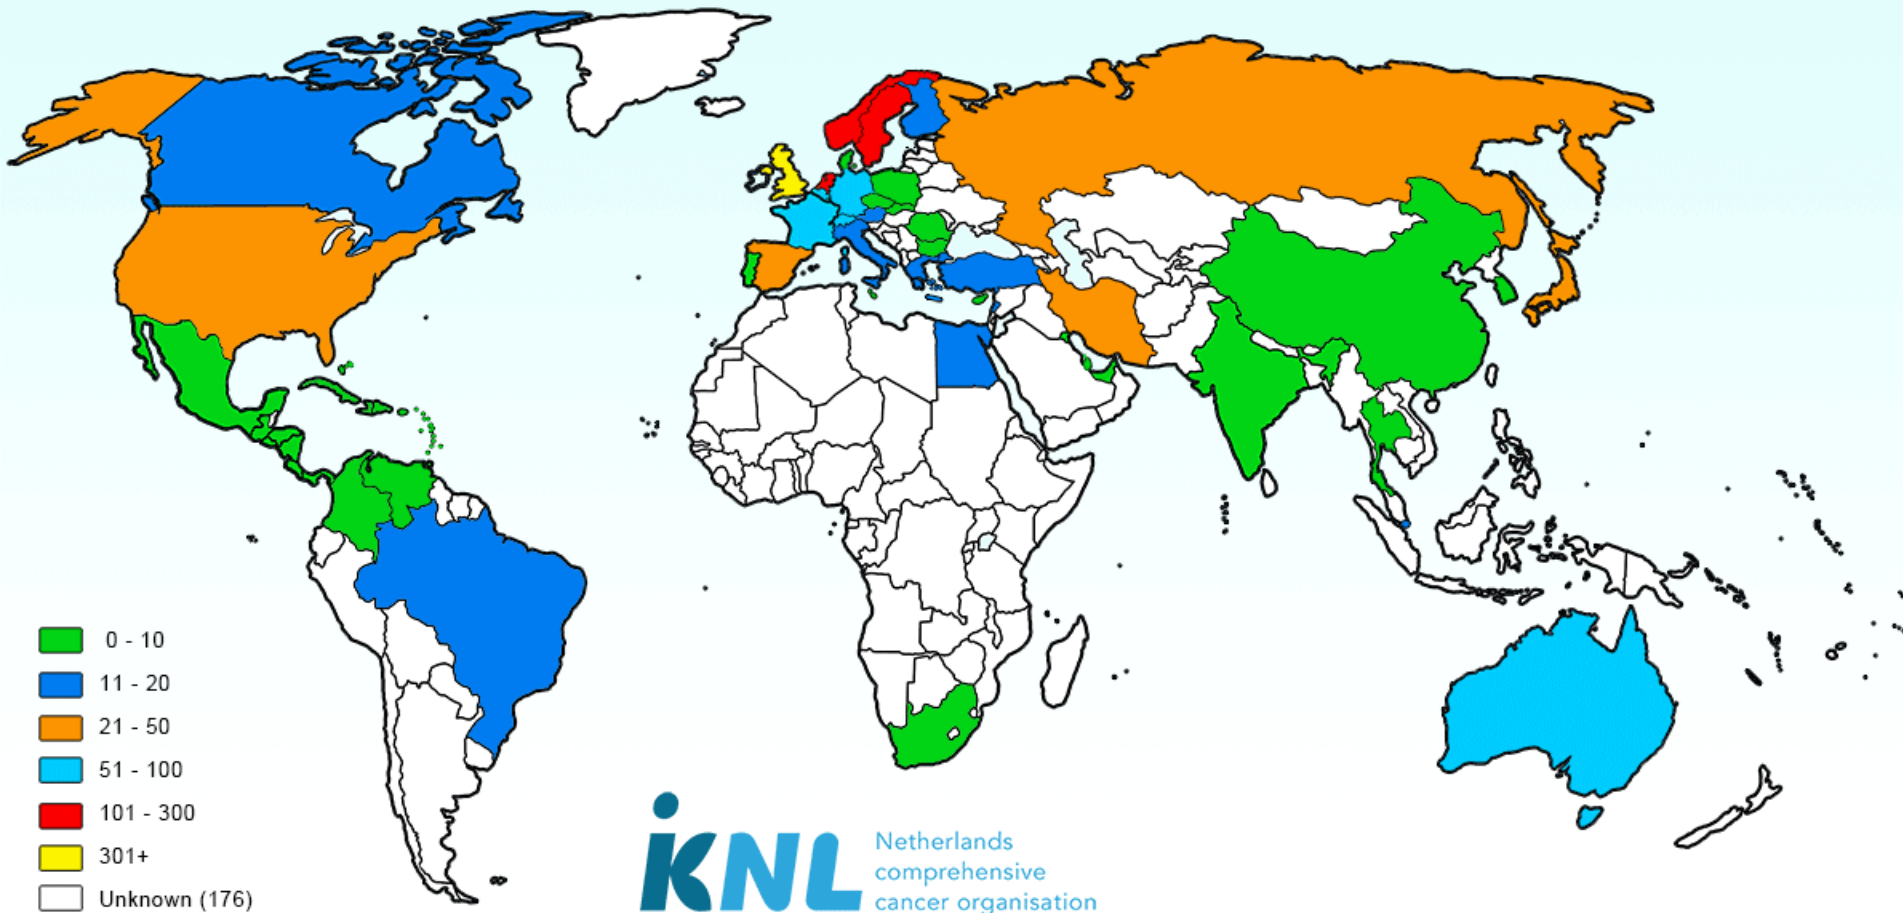 0 - 10
11 - 20
21 - 50
51 - 100
101 - 300
301+
Unknown (176)
iKNL
Netherlands
comprehensive
cancer organisation